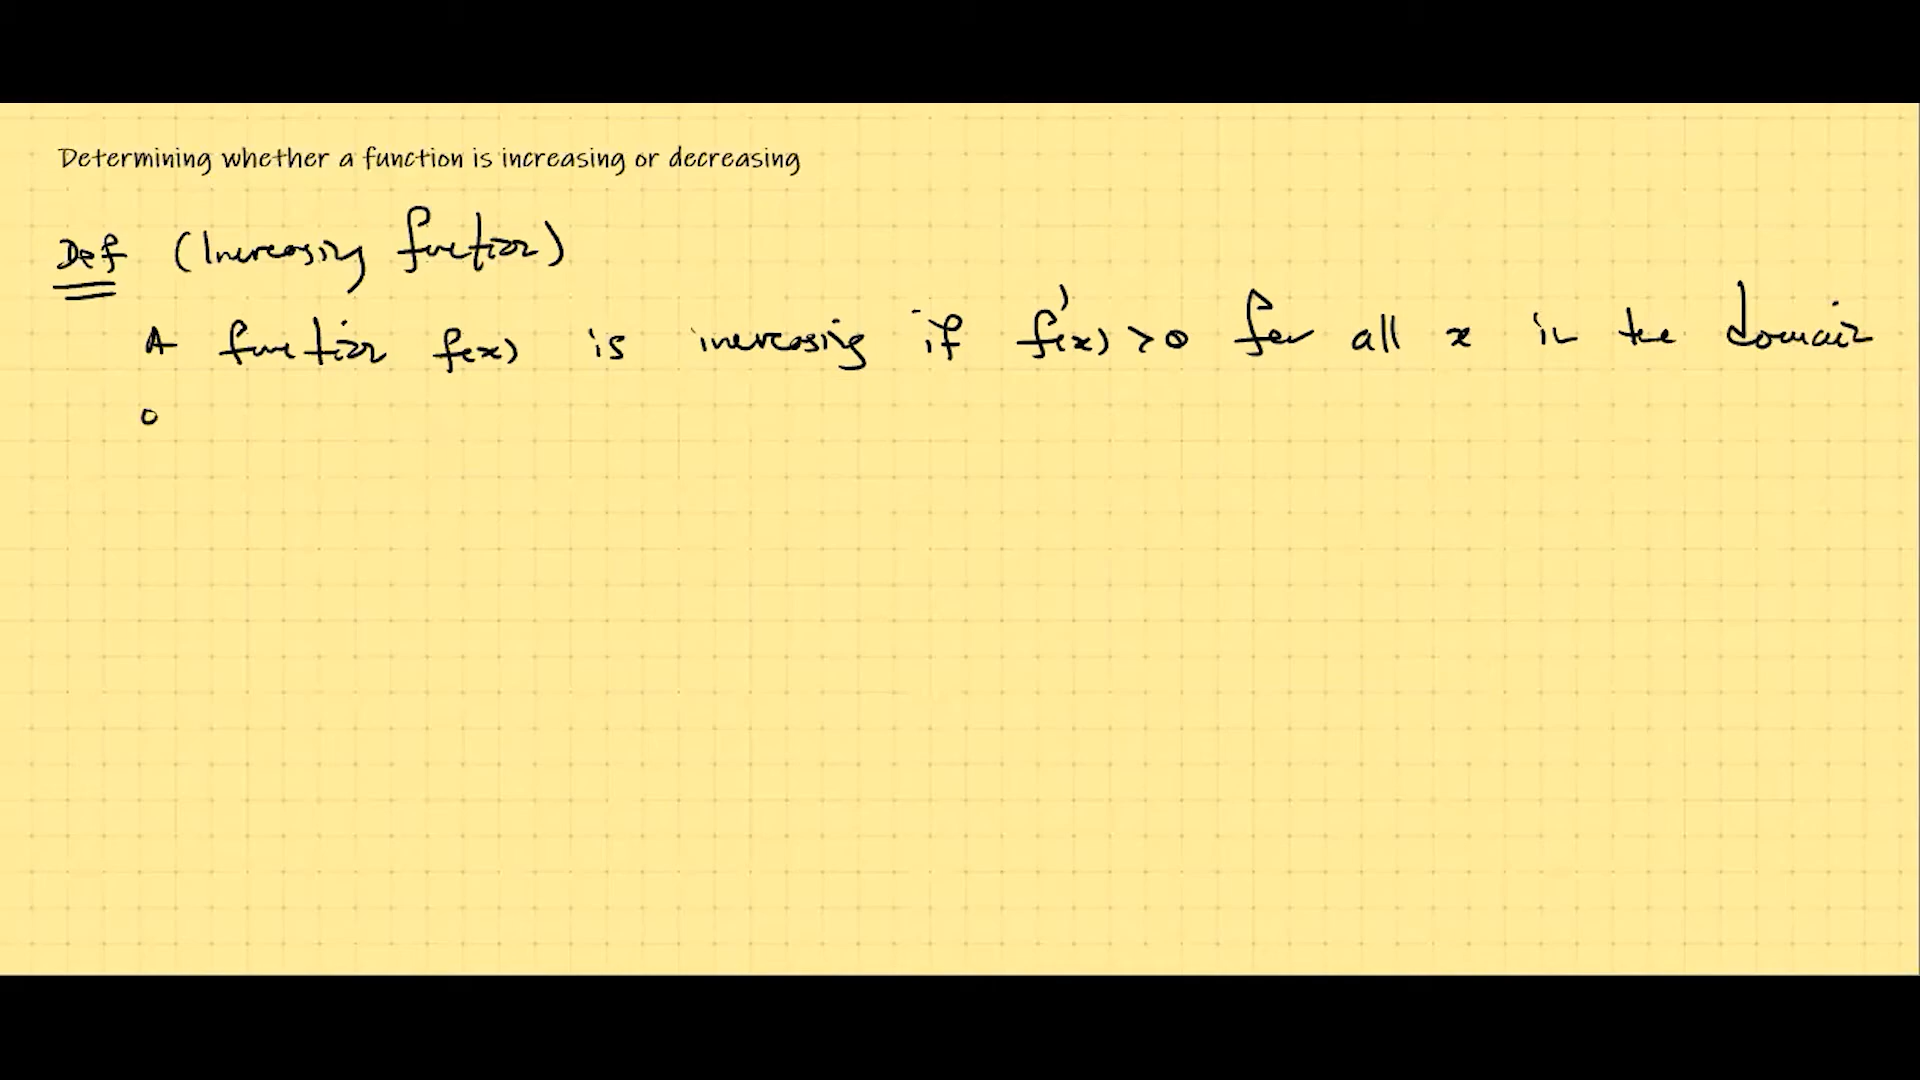 Determining whether a function is increasing or decreasing
Def (Increasing function)
A function f(x) is increasing if f'(x) > 0 for all x in the domain
o